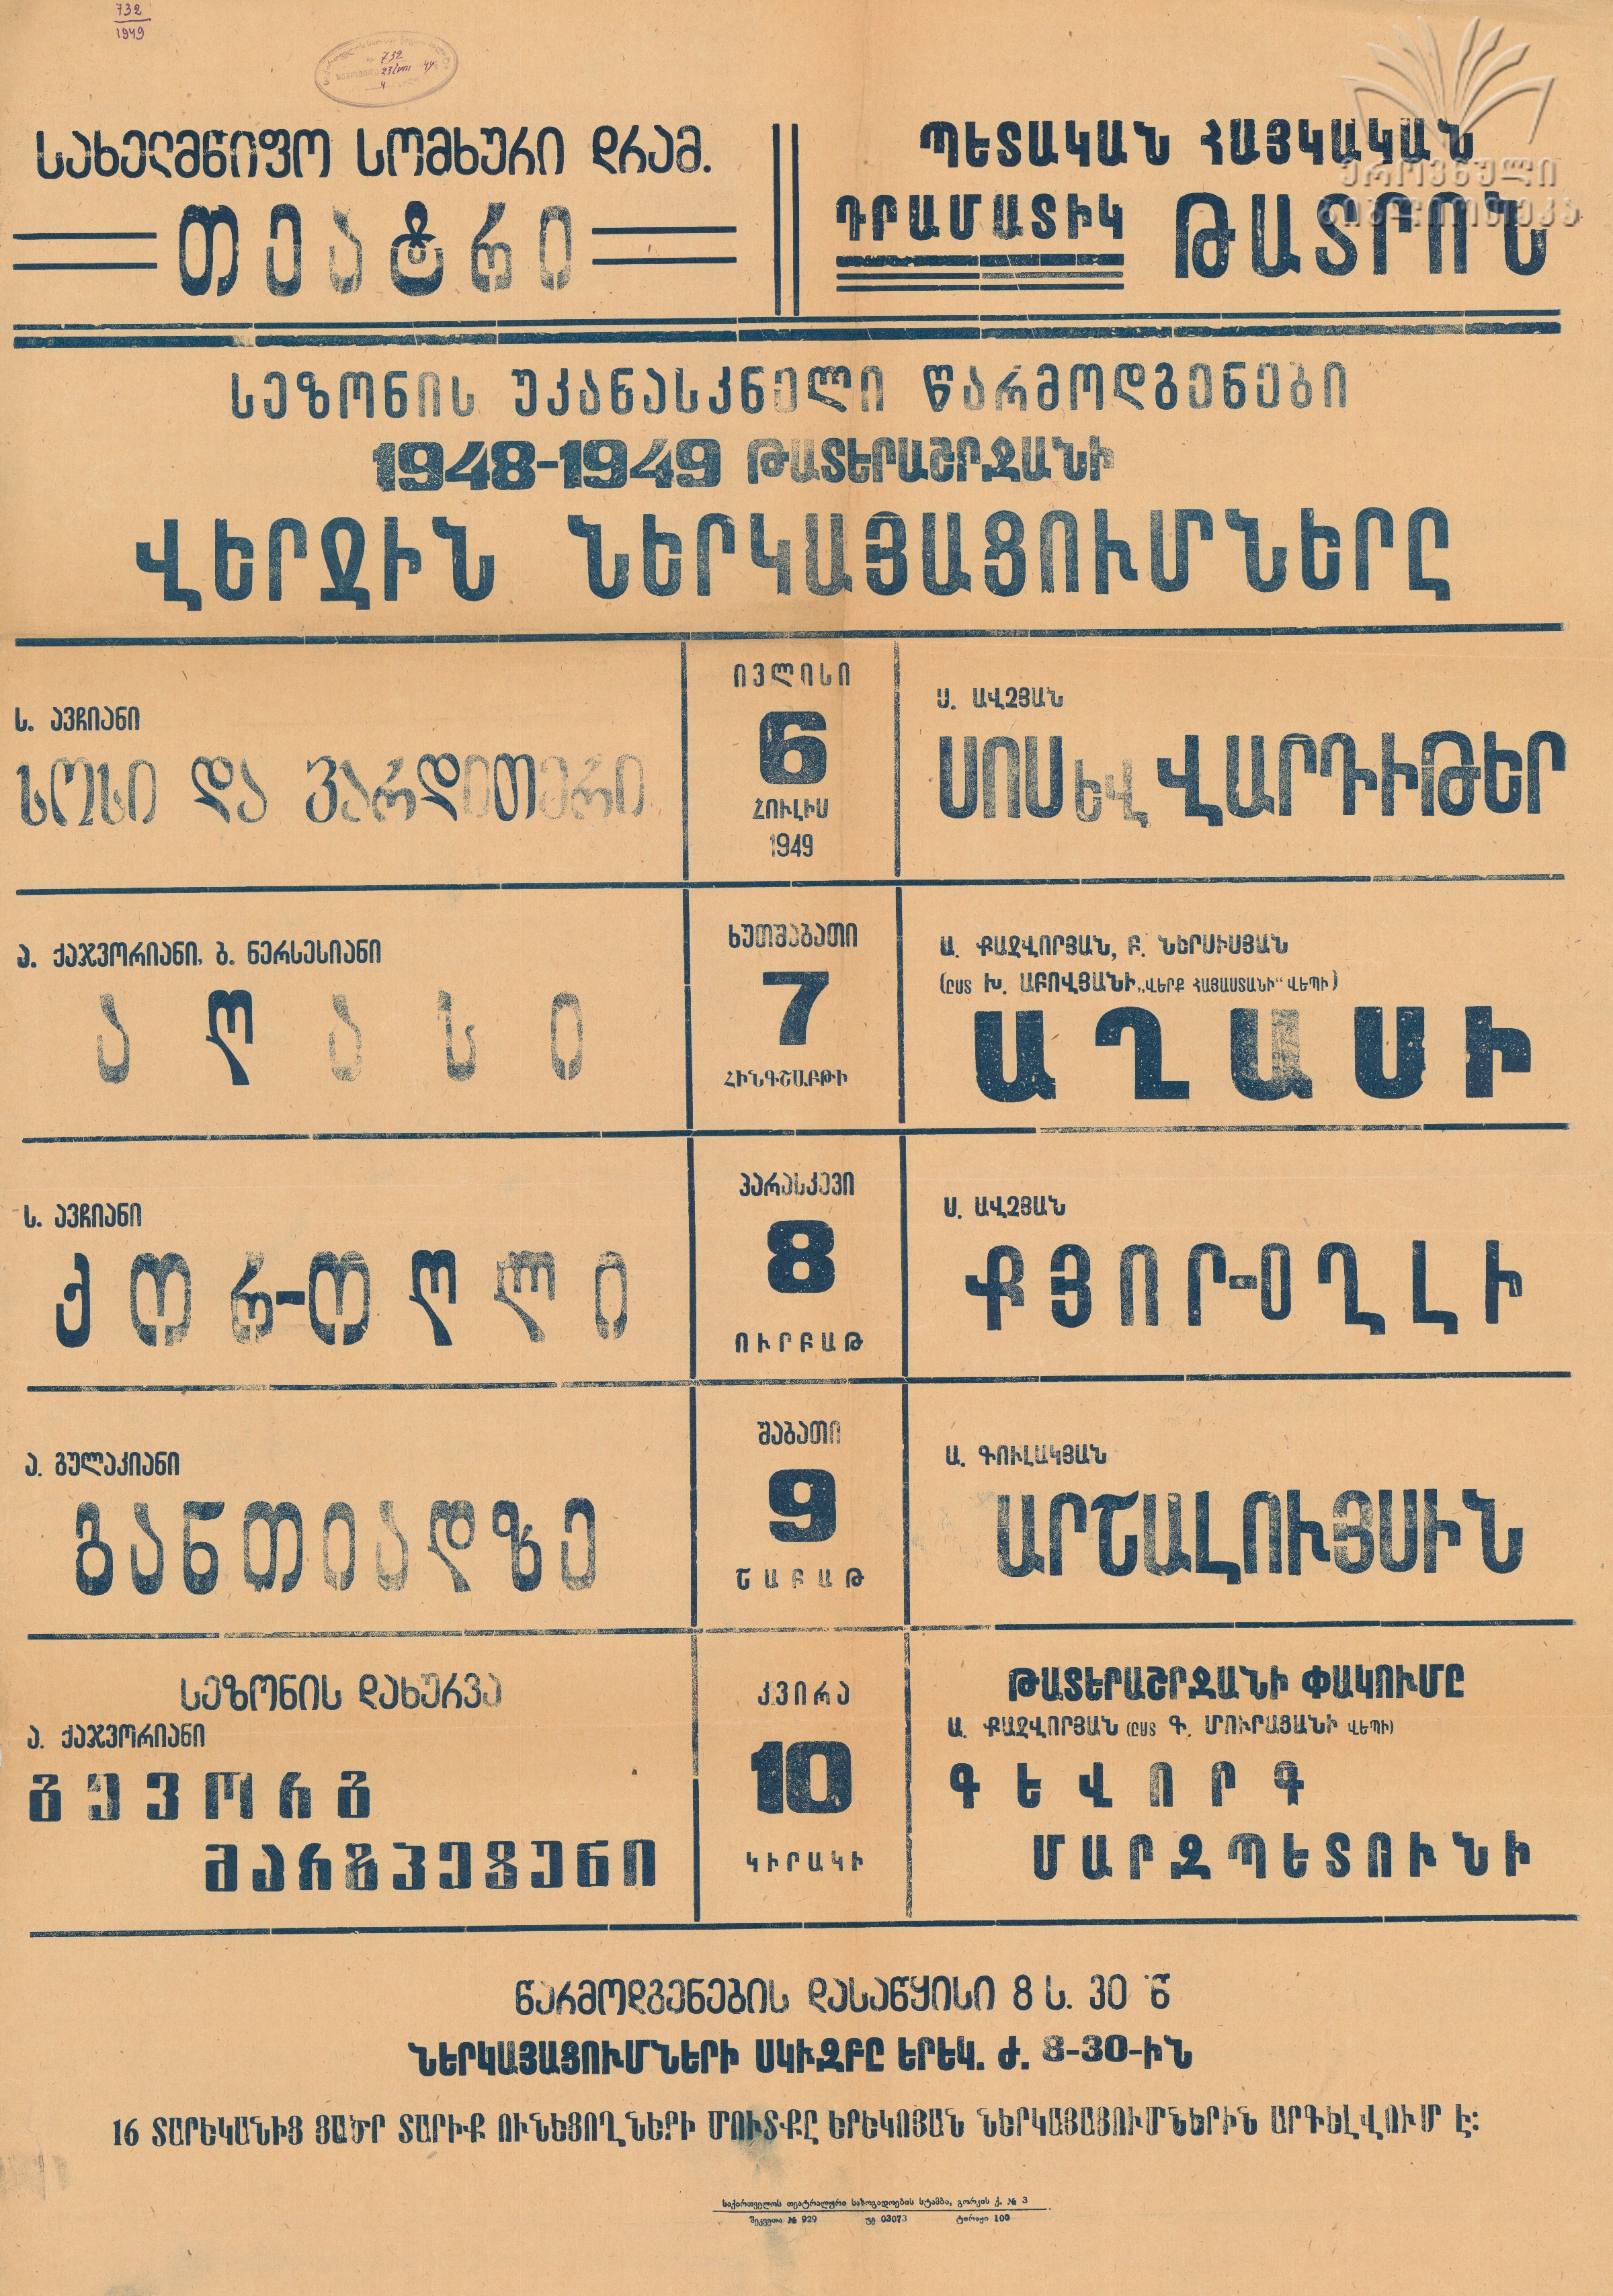 732
1949
732
სახელმწიფო სომხური დრამ.
თეატრი
ՊԵՏԱԿԱՆ ՀԱՅԿԱԿԱՆ
ԴՐԱՄԱՏԻԿ ԹԱՏՐՈՆ
ეროვნული
ბიბლიოთეკა
სეზონის უკანასკნელი წარმოდგენები
1948-1949 ԹԱՏԵՐԱՇՐՋԱՆԻ
ՎԵՐՋԻՆ ՆԵՐԿԱՅԱՑՈՒՄՆԵՐԸ
ს. ავჩიანი
სოსი და ვარდითერი
ივლისი
6
ՀՈՒԼԻՍ
1949
Ս. ԱՎՉՅԱՆ
ՍՈՍ ԵՎ ՎԱՐԴԻԹԵՐ
ა. ქაჯვორიანი, ბ. ნერსესიანი
აღასი
ხუთშაბათი
7
ՀԻՆԳՇԱԲԹԻ
Ա. ՔԱՋՎՈՐՅԱՆ, Բ. ՆԵՐՍԻՍՅԱՆ
(ԸՍՏ Խ. ԱԲՈՎՅԱՆԻ „ՎԵՐՔ ՀԱՅԱՍՏԱՆԻ“ ՎԵՊԻ)
ԱՂԱՍԻ
ს. ავჩიანი
ქორ-ოღლი
პარასკევი
8
ՈՒՐԲԱԹ
Ս. ԱՎՉՅԱՆ
ՔՅՈՐ-ՕՂԼԻ
ა. გულაკიანი
განთიადზე
შაბათი
9
ՇԱԲԱԹ
Ա. ԳՈՒԼԱԿՅԱՆ
ԱՐՇԱԼՈՒՅՍԻՆ
სეზონის დახურვა
ა. ქაჯვორიანი
გევორგ
მარზპეტუნი
კვირა
10
ԿԻՐԱԿԻ
ԹԱՏԵՐԱՇՐՋԱՆԻ ՓԱԿՈՒՄԸ
Ա. ՔԱՋՎՈՐՅԱՆ (ԸՍՏ Գ. ՄՈՒՐԱՑԱՆԻ ՎԵՊԻ)
ԳԵՎՈՐԳ
ՄԱՐԶՊԵՏՈՒՆԻ
წარმოდგენების დასაწყისი 8 ს. 30 წ
ՆԵՐԿԱՅԱՑՈՒՄՆԵՐԻ ՍԿԻԶԲԸ ԵՐԵԿ. Ժ. 8-30-ԻՆ
16 ՏԱՐԵԿԱՆԻՑ ՑԱԾՐ ՏԱՐԻՔ ՈՒՆԵՑՈՂՆԵՐԻ ՄՈՒՏՔԸ ԵՐԵԿՈՅԱՆ ՆԵՐԿԱՅԱՑՈՒՄՆԵՐԻՆ ԱՐԳԵԼՎՈՒՄ Է:
საქართველოს თეატრალური საზოგადოების სტამბა, გორკის ქ. № 3
შეკვეთა № 929 უე 03073 ტირაჟი 100